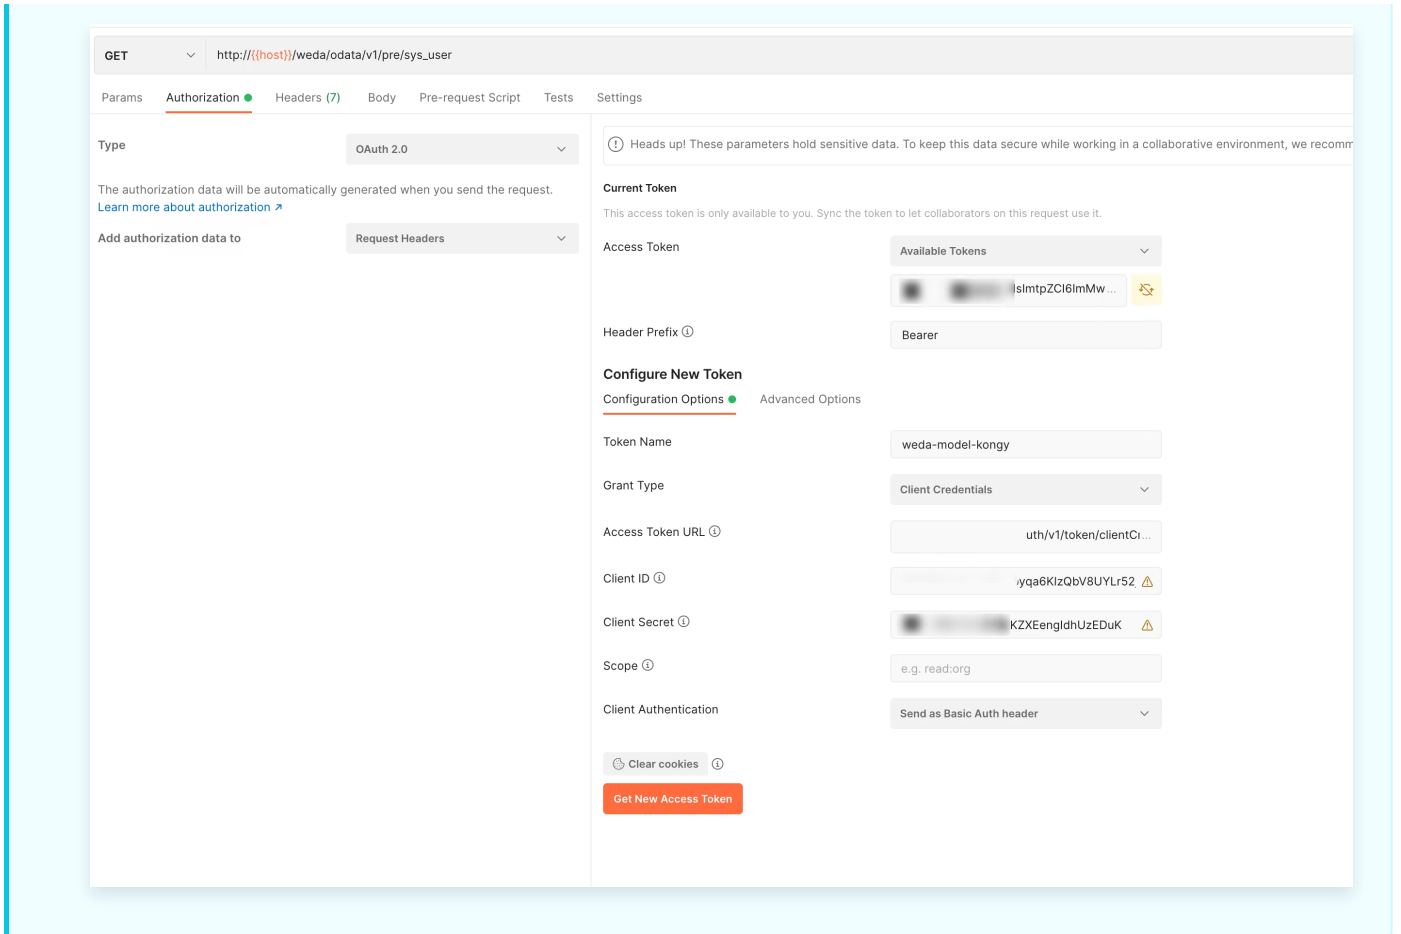 GET http://{{host}}/weda/odata/v1/pre/sys_user
Params Authorization Headers (7) Body Pre-request Script Tests Settings
Type
OAuth 2.0
The authorization data will be automatically generated when you send the request.
Learn more about authorization ↗
Add authorization data to
Request Headers
Heads up! These parameters hold sensitive data. To keep this data secure while working in a collaborative environment, we recomm
Current Token
This access token is only available to you. Sync the token to let collaborators on this request use it.
Access Token
Available Tokens
sImtpZCI6ImMw...
Header Prefix
Bearer
Configure New Token
Configuration Options Advanced Options
Token Name
weda-model-kongy
Grant Type
Client Credentials
Access Token URL
uth/v1/token/clientCr...
Client ID
yqa6KIzQbV8UYLr52
Client Secret
KZXEengIdhUzEDuK
Scope
e.g. read:org
Client Authentication
Send as Basic Auth header
Clear cookies
Get New Access Token